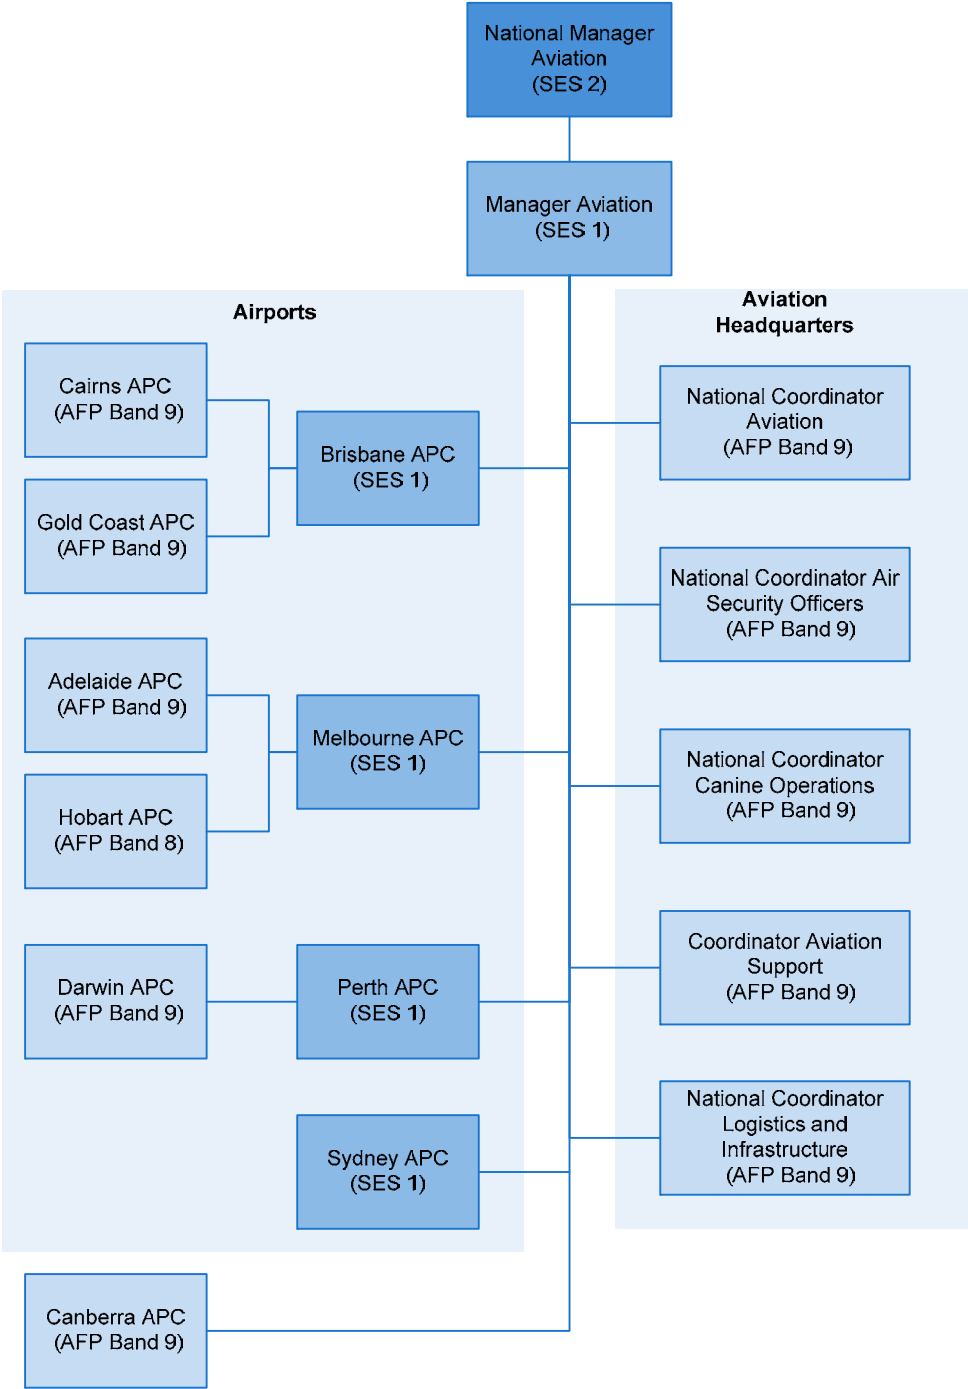 National Manager
Aviation
(SES 2)
Manager Aviation
(SES 1)
Airports
Cairns APC
(AFP Band 9)
Brisbane APC
(SES 1)
Gold Coast APC
(AFP Band 9)
Adelaide APC
(AFP Band 9)
Melbourne APC
(SES 1)
Hobart APC
(AFP Band 8)
Darwin APC
(AFP Band 9)
Perth APC
(SES 1)
Sydney APC
(SES 1)
Canberra APC
(AFP Band 9)
Aviation
Headquarters
National Coordinator
Aviation
(AFP Band 9)
National Coordinator Air
Security Officers
(AFP Band 9)
National Coordinator
Canine Operations
(AFP Band 9)
Coordinator Aviation
Support
(AFP Band 9)
National Coordinator
Logistics and
Infrastructure
(AFP Band 9)